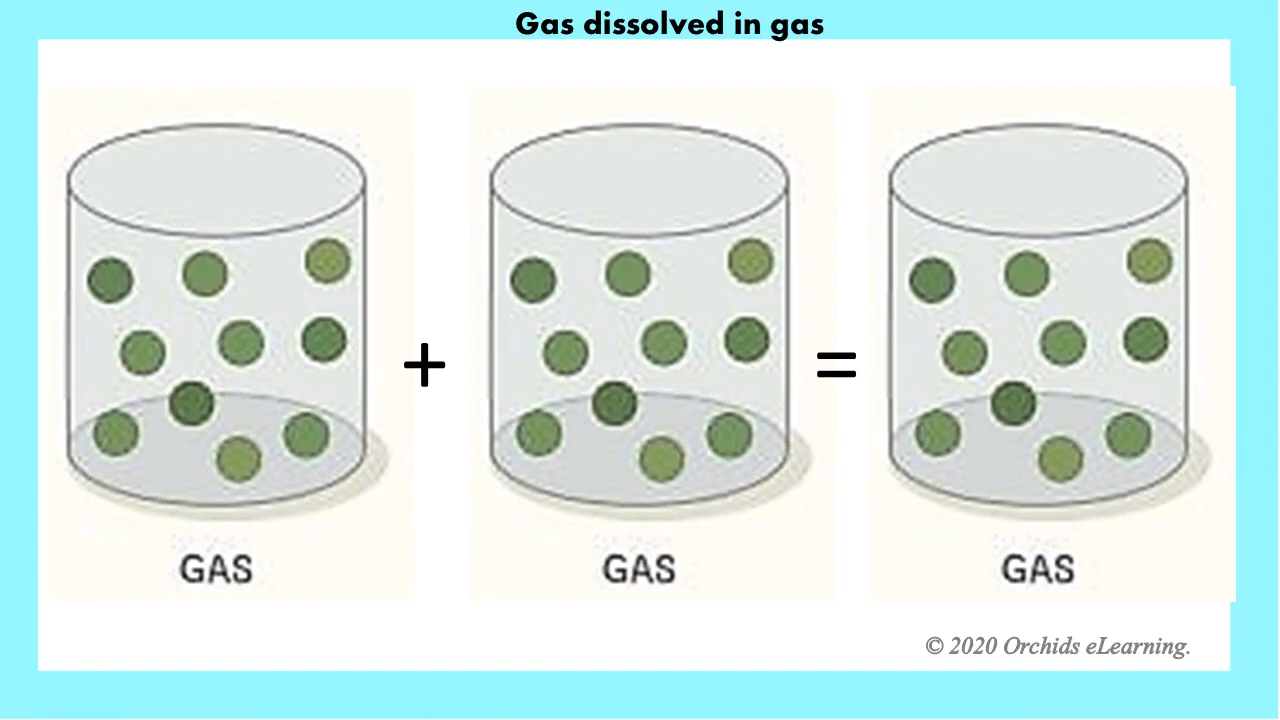 Gas dissolved in gas
+ =
GAS GAS GAS
© 2020 Orchids eLearning.